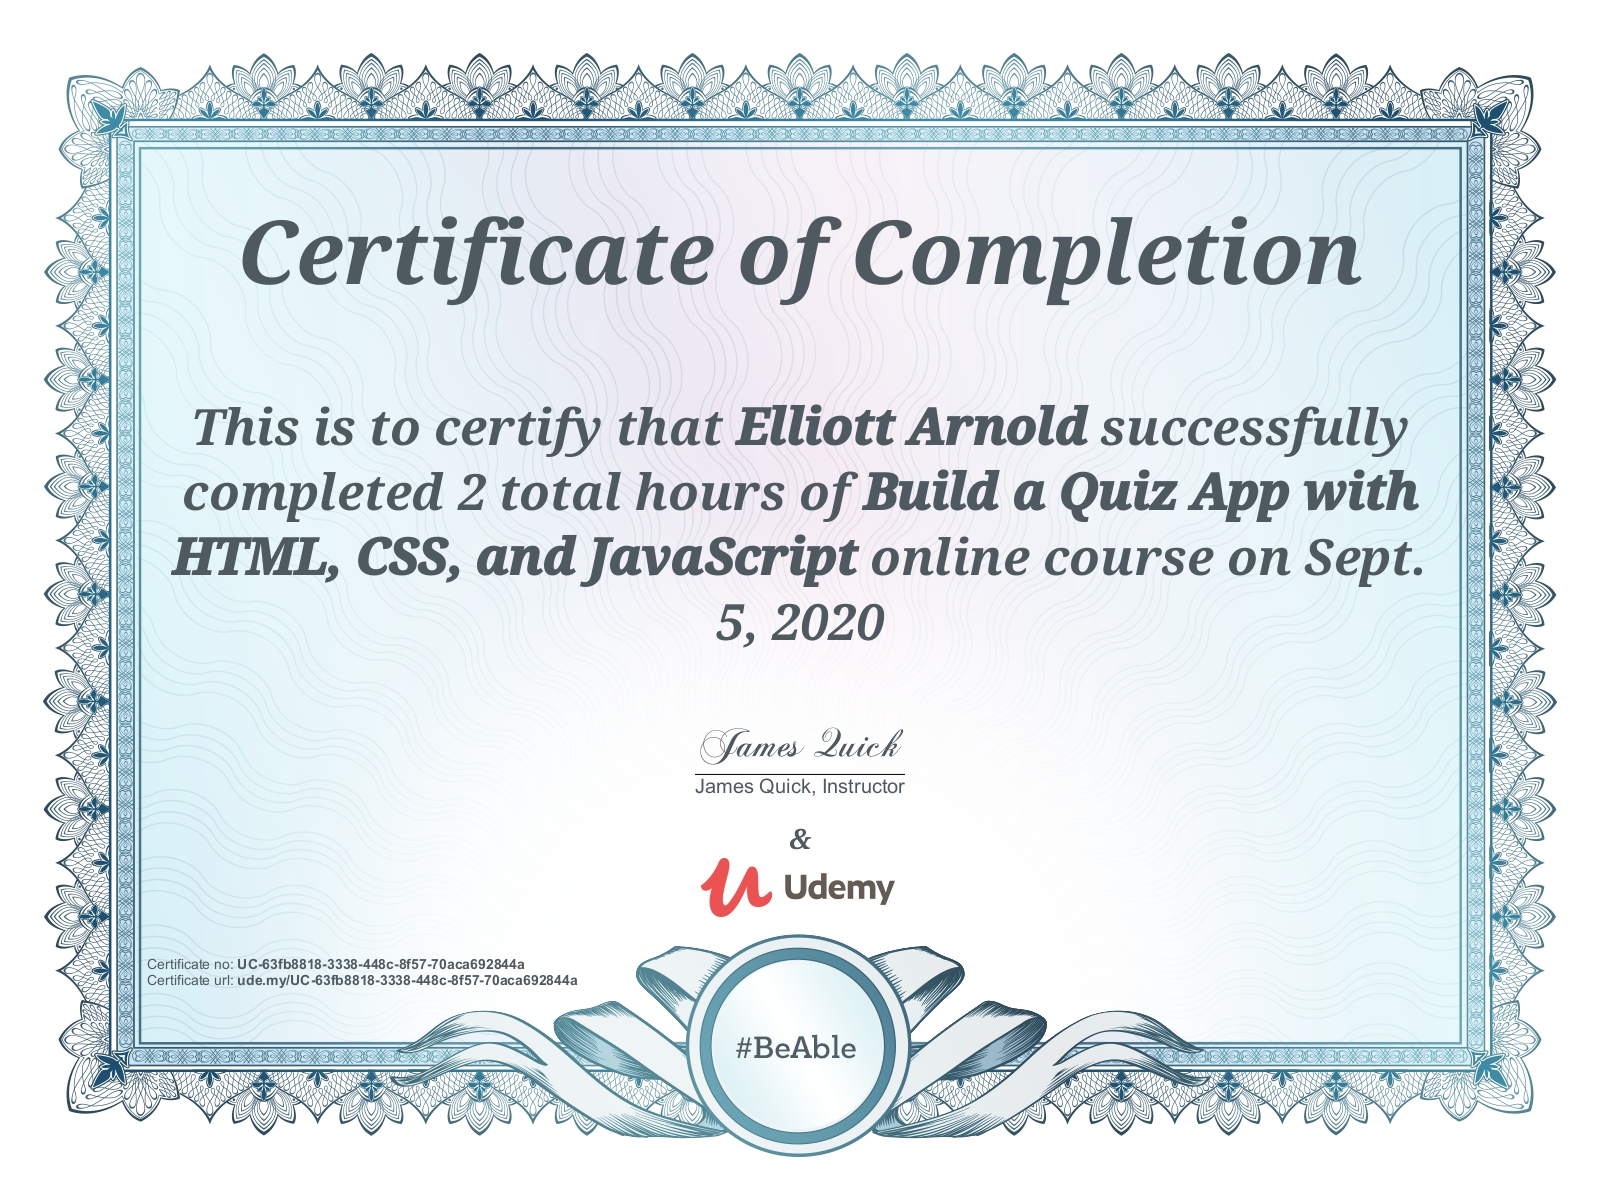 Certificate of Completion
This is to certify that Elliott Arnold successfully
completed 2 total hours of Build a Quiz App with
HTML, CSS, and JavaScript online course on Sept.
5, 2020
James Quick
James Quick, Instructor
&
Udemy
Certificate no: UC-63fb8818-3338-448c-8f57-70aca692844a
Certificate url: ude.my/UC-63fb8818-3338-448c-8f57-70aca692844a
#BeAble